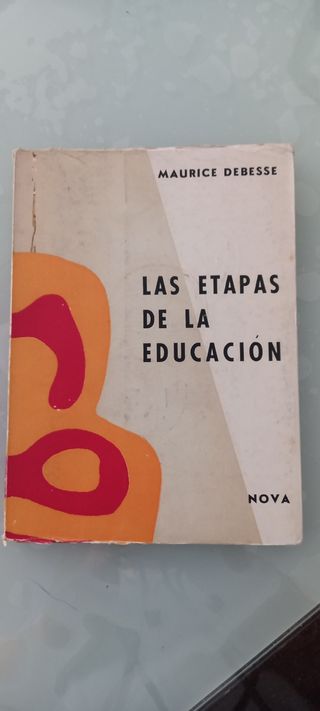 MAURICE DEBESSE
LAS ETAPAS
DE LA
EDUCACIÓN
NOVA